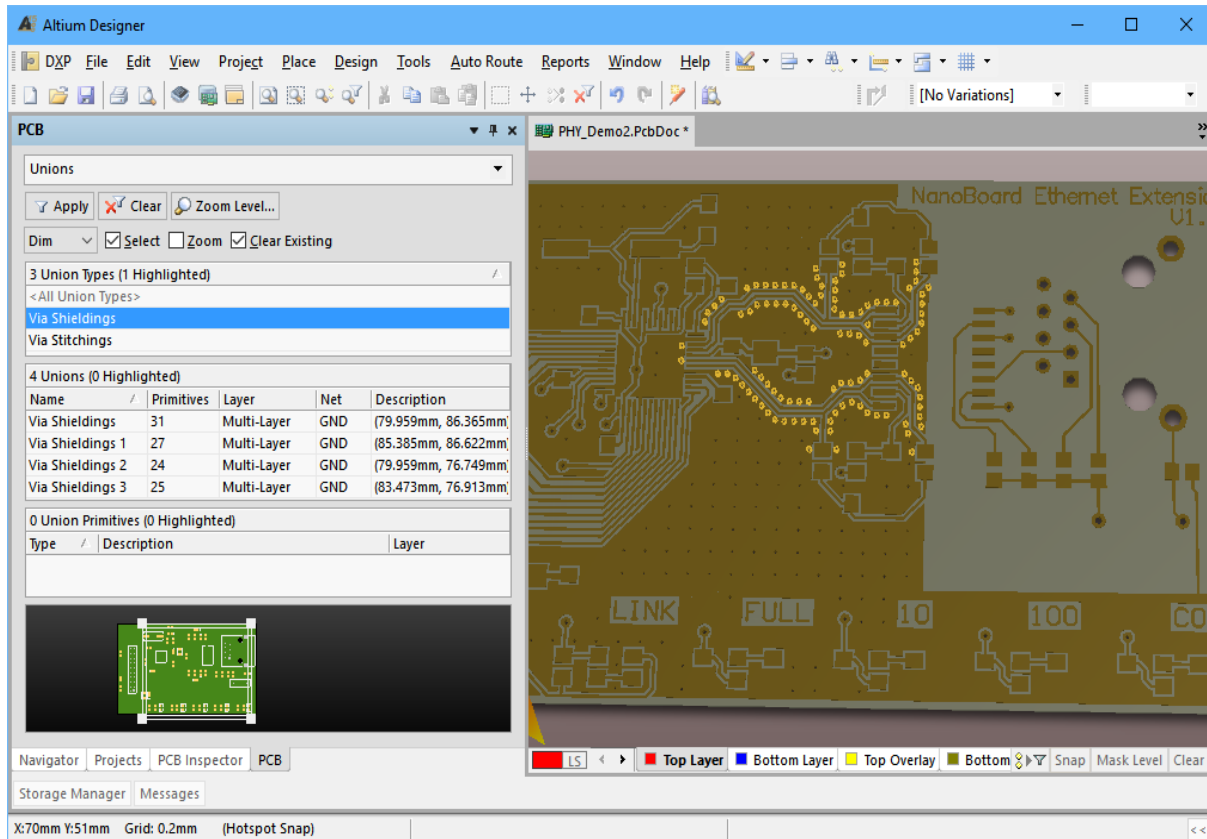 Altium Designer
DXP File Edit View Project Place Design Tools Auto Route Reports Window Help
[No Variations]
PCB
PHY_Demo2.PcbDoc *
Unions
Apply Clear Zoom Level...
Dim Select Zoom Clear Existing
3 Union Types (1 Highlighted)
<All Union Types>
Via Shieldings
Via Stitchings
4 Unions (0 Highlighted)
Name Primitives Layer Net Description
Via Shieldings 31 Multi-Layer GND (79.959mm, 86.365mm)
Via Shieldings 1 27 Multi-Layer GND (85.385mm, 86.622mm)
Via Shieldings 2 24 Multi-Layer GND (79.959mm, 76.749mm)
Via Shieldings 3 25 Multi-Layer GND (83.473mm, 76.913mm)
0 Union Primitives (0 Highlighted)
Type Description Layer
NanoBoard Ethernet Extensio
V1.
LINK FULL 10 100 CO
Navigator Projects PCB Inspector PCB
LS Top Layer Bottom Layer Top Overlay Bottom Snap Mask Level Clear
Storage Manager Messages
X:70mm Y:51mm Grid: 0.2mm (Hotspot Snap)